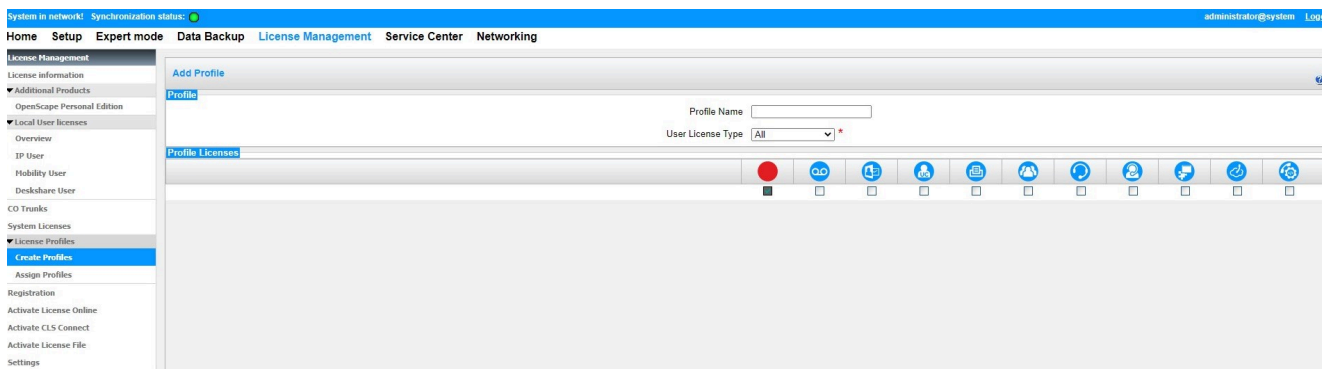 System in network! Synchronization status:
administrator@system
Home Setup Expert mode Data Backup License Management Service Center Networking
License Management
License information
Additional Products
OpenScape Personal Edition
Local User licenses
Overview
IP User
Mobility User
Deskshare User
CO Trunks
System Licenses
License Profiles
Create Profiles
Assign Profiles
Registration
Activate License Online
Activate CLS Connect
Activate License File
Settings
Add Profile
Profile
Profile Name
User License Type All *
Profile Licenses